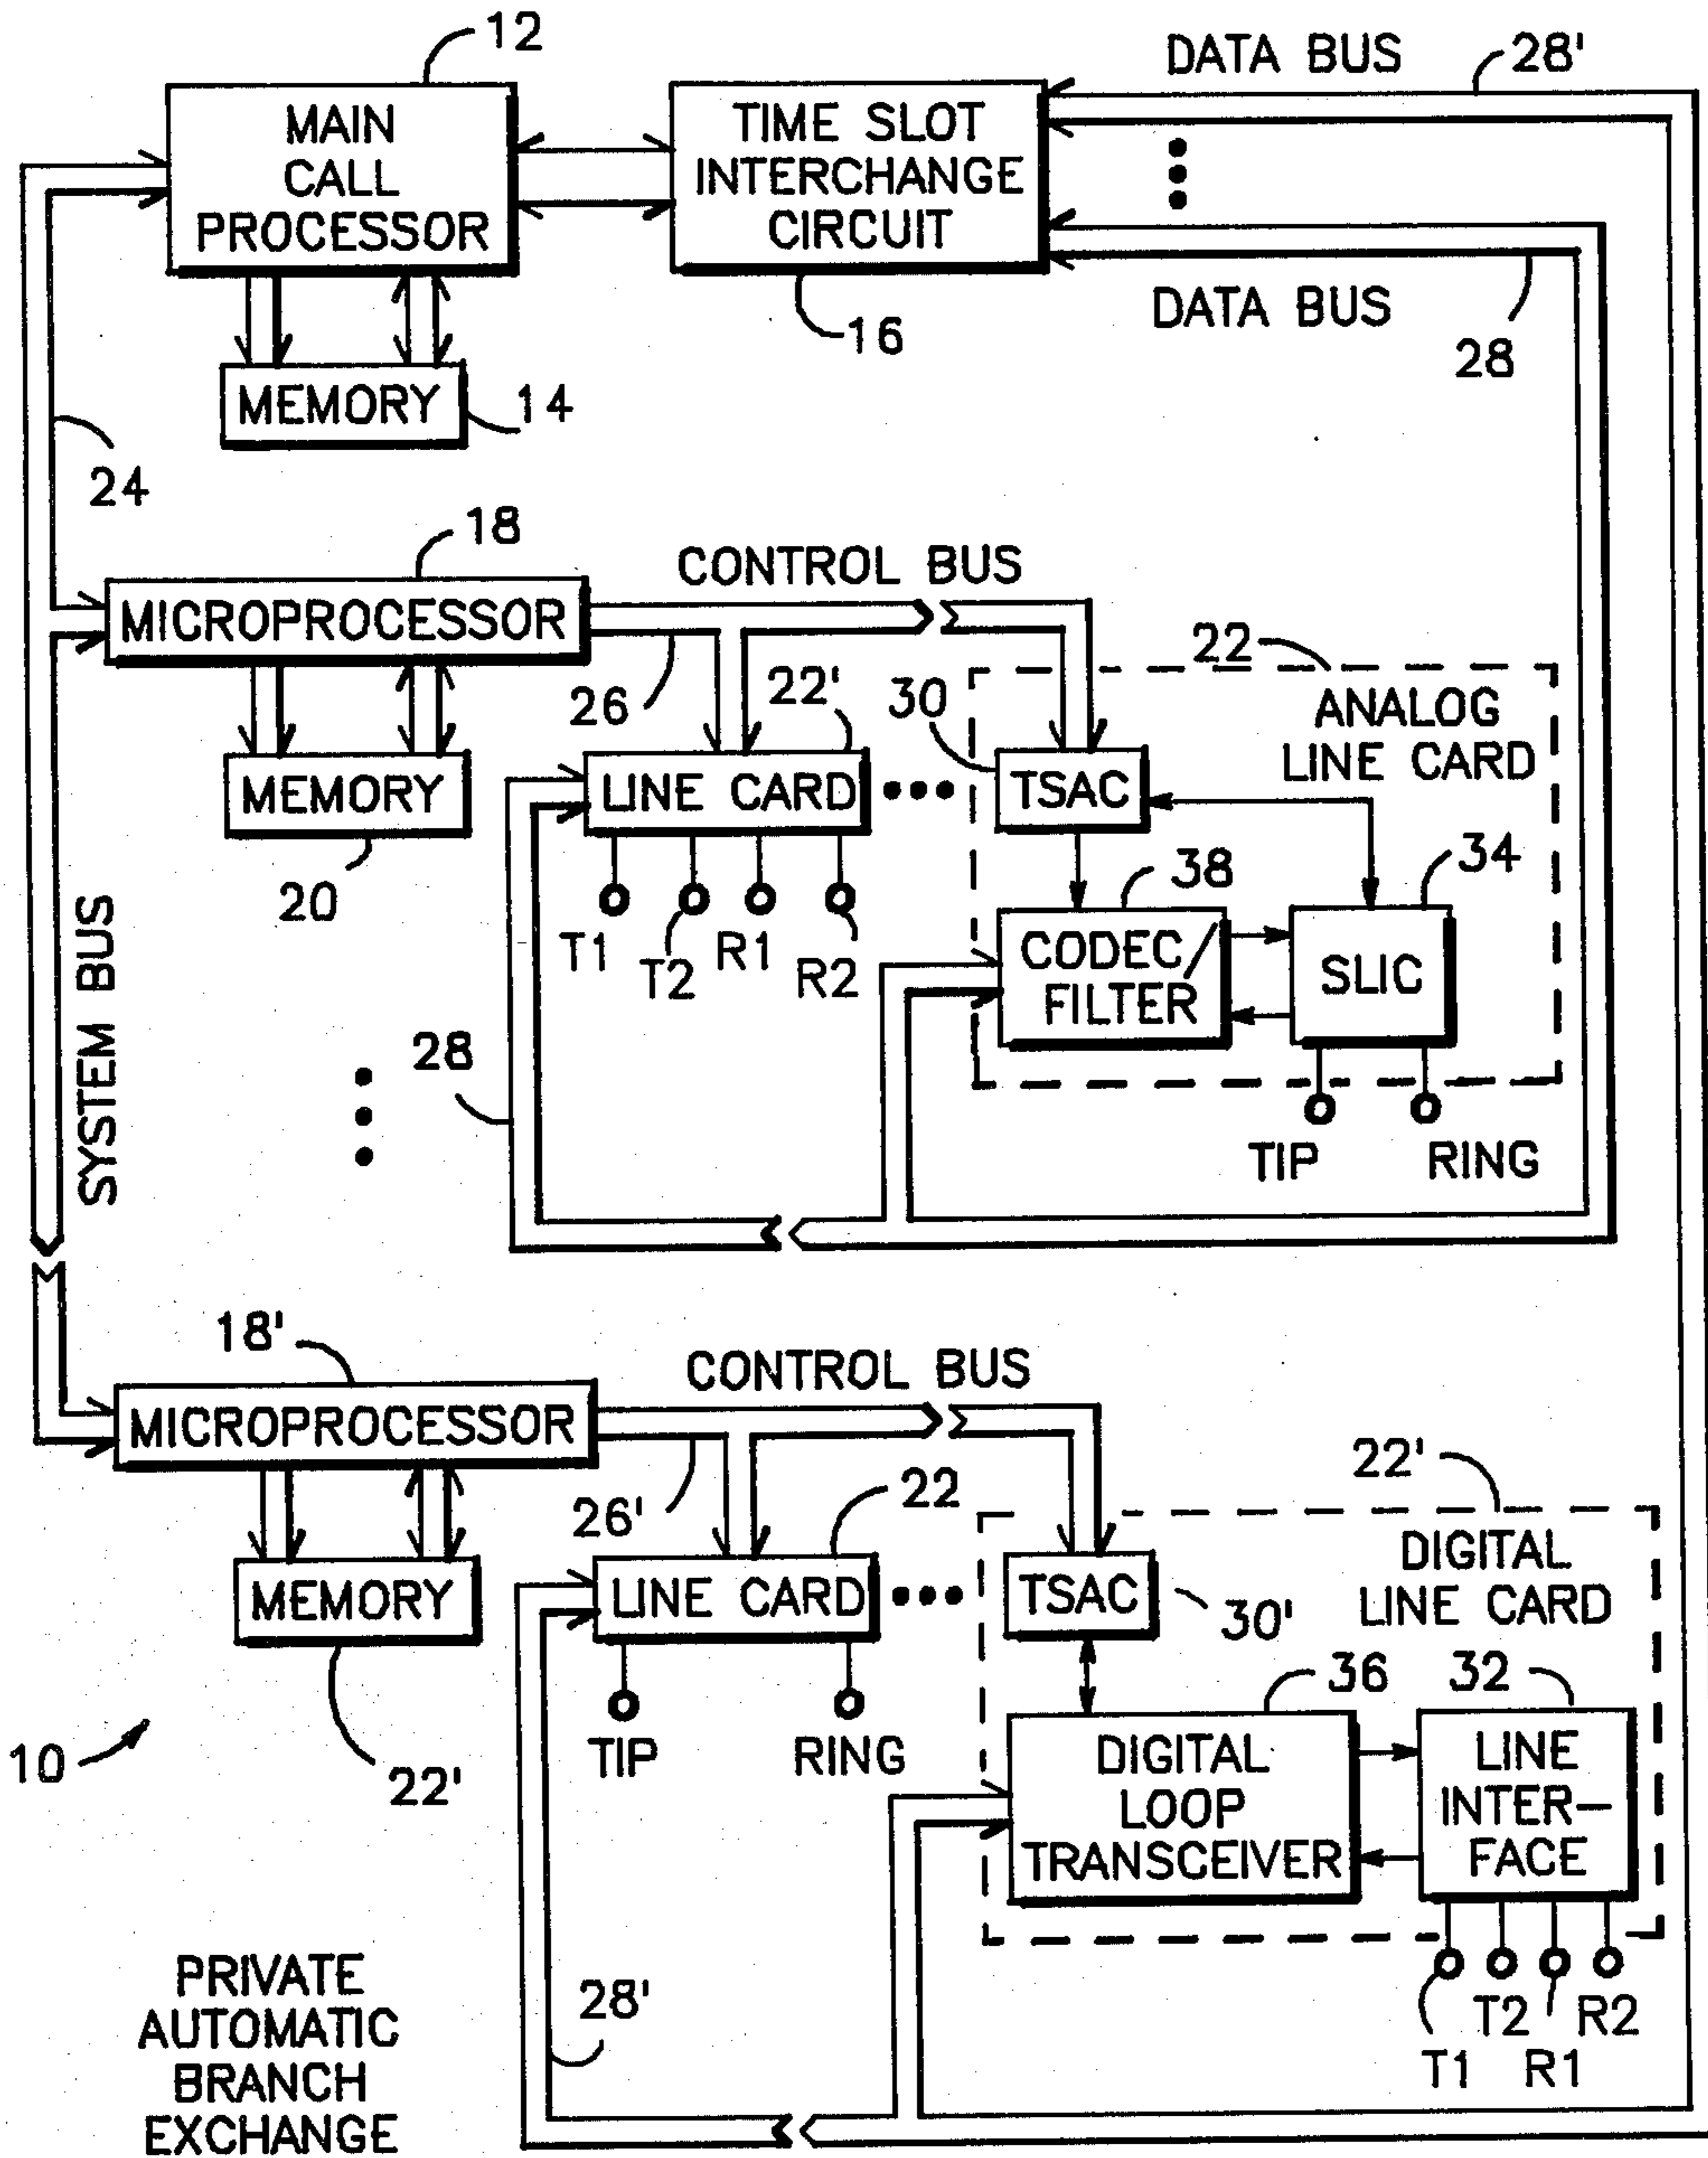 12
MAIN
CALL
PROCESSOR
TIME SLOT
INTERCHANGE
CIRCUIT
16
DATA BUS
28'
DATA BUS
28
MEMORY
14
24
SYSTEM BUS
18
MICROPROCESSOR
CONTROL BUS
26
MEMORY
20
22'
LINE CARD
T1
T2
R1
R2
28
22
ANALOG
LINE CARD
30
TSAC
38
CODEC/
FILTER
34
SLIC
TIP
RING
18'
MICROPROCESSOR
CONTROL BUS
26'
MEMORY
22'
22
LINE CARD
TIP
RING
28'
22'
DIGITAL
LINE CARD
TSAC
30'
36
DIGITAL
LOOP
TRANSCEIVER
32
LINE
INTER-
FACE
T1
T2
R1
R2
10
PRIVATE
AUTOMATIC
BRANCH
EXCHANGE